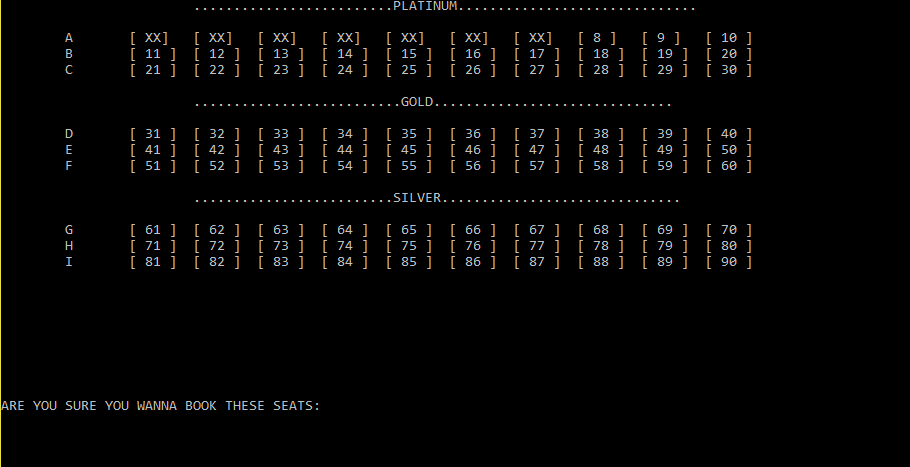 .........................PLATINUM..............................
A [ XX] [ XX] [ XX] [ XX] [ XX] [ XX] [ XX] [ 8 ] [ 9 ] [ 10 ]
B [ 11 ] [ 12 ] [ 13 ] [ 14 ] [ 15 ] [ 16 ] [ 17 ] [ 18 ] [ 19 ] [ 20 ]
C [ 21 ] [ 22 ] [ 23 ] [ 24 ] [ 25 ] [ 26 ] [ 27 ] [ 28 ] [ 29 ] [ 30 ]
..........................GOLD..............................
D [ 31 ] [ 32 ] [ 33 ] [ 34 ] [ 35 ] [ 36 ] [ 37 ] [ 38 ] [ 39 ] [ 40 ]
E [ 41 ] [ 42 ] [ 43 ] [ 44 ] [ 45 ] [ 46 ] [ 47 ] [ 48 ] [ 49 ] [ 50 ]
F [ 51 ] [ 52 ] [ 53 ] [ 54 ] [ 55 ] [ 56 ] [ 57 ] [ 58 ] [ 59 ] [ 60 ]
.........................SILVER..............................
G [ 61 ] [ 62 ] [ 63 ] [ 64 ] [ 65 ] [ 66 ] [ 67 ] [ 68 ] [ 69 ] [ 70 ]
H [ 71 ] [ 72 ] [ 73 ] [ 74 ] [ 75 ] [ 76 ] [ 77 ] [ 78 ] [ 79 ] [ 80 ]
I [ 81 ] [ 82 ] [ 83 ] [ 84 ] [ 85 ] [ 86 ] [ 87 ] [ 88 ] [ 89 ] [ 90 ]
ARE YOU SURE YOU WANNA BOOK THESE SEATS: